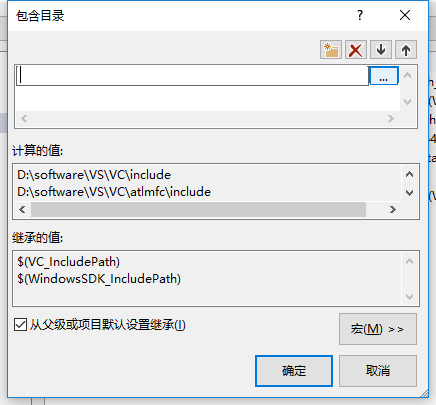 包含目录
?
...
计算的值:
D:\software\VS\VC\include
D:\software\VS\VC\atlmfc\include
继承的值:
$(VC_IncludePath)
$(WindowsSDK_IncludePath)
从父级或项目默认设置继承(I)
宏(M) >>
确定
取消